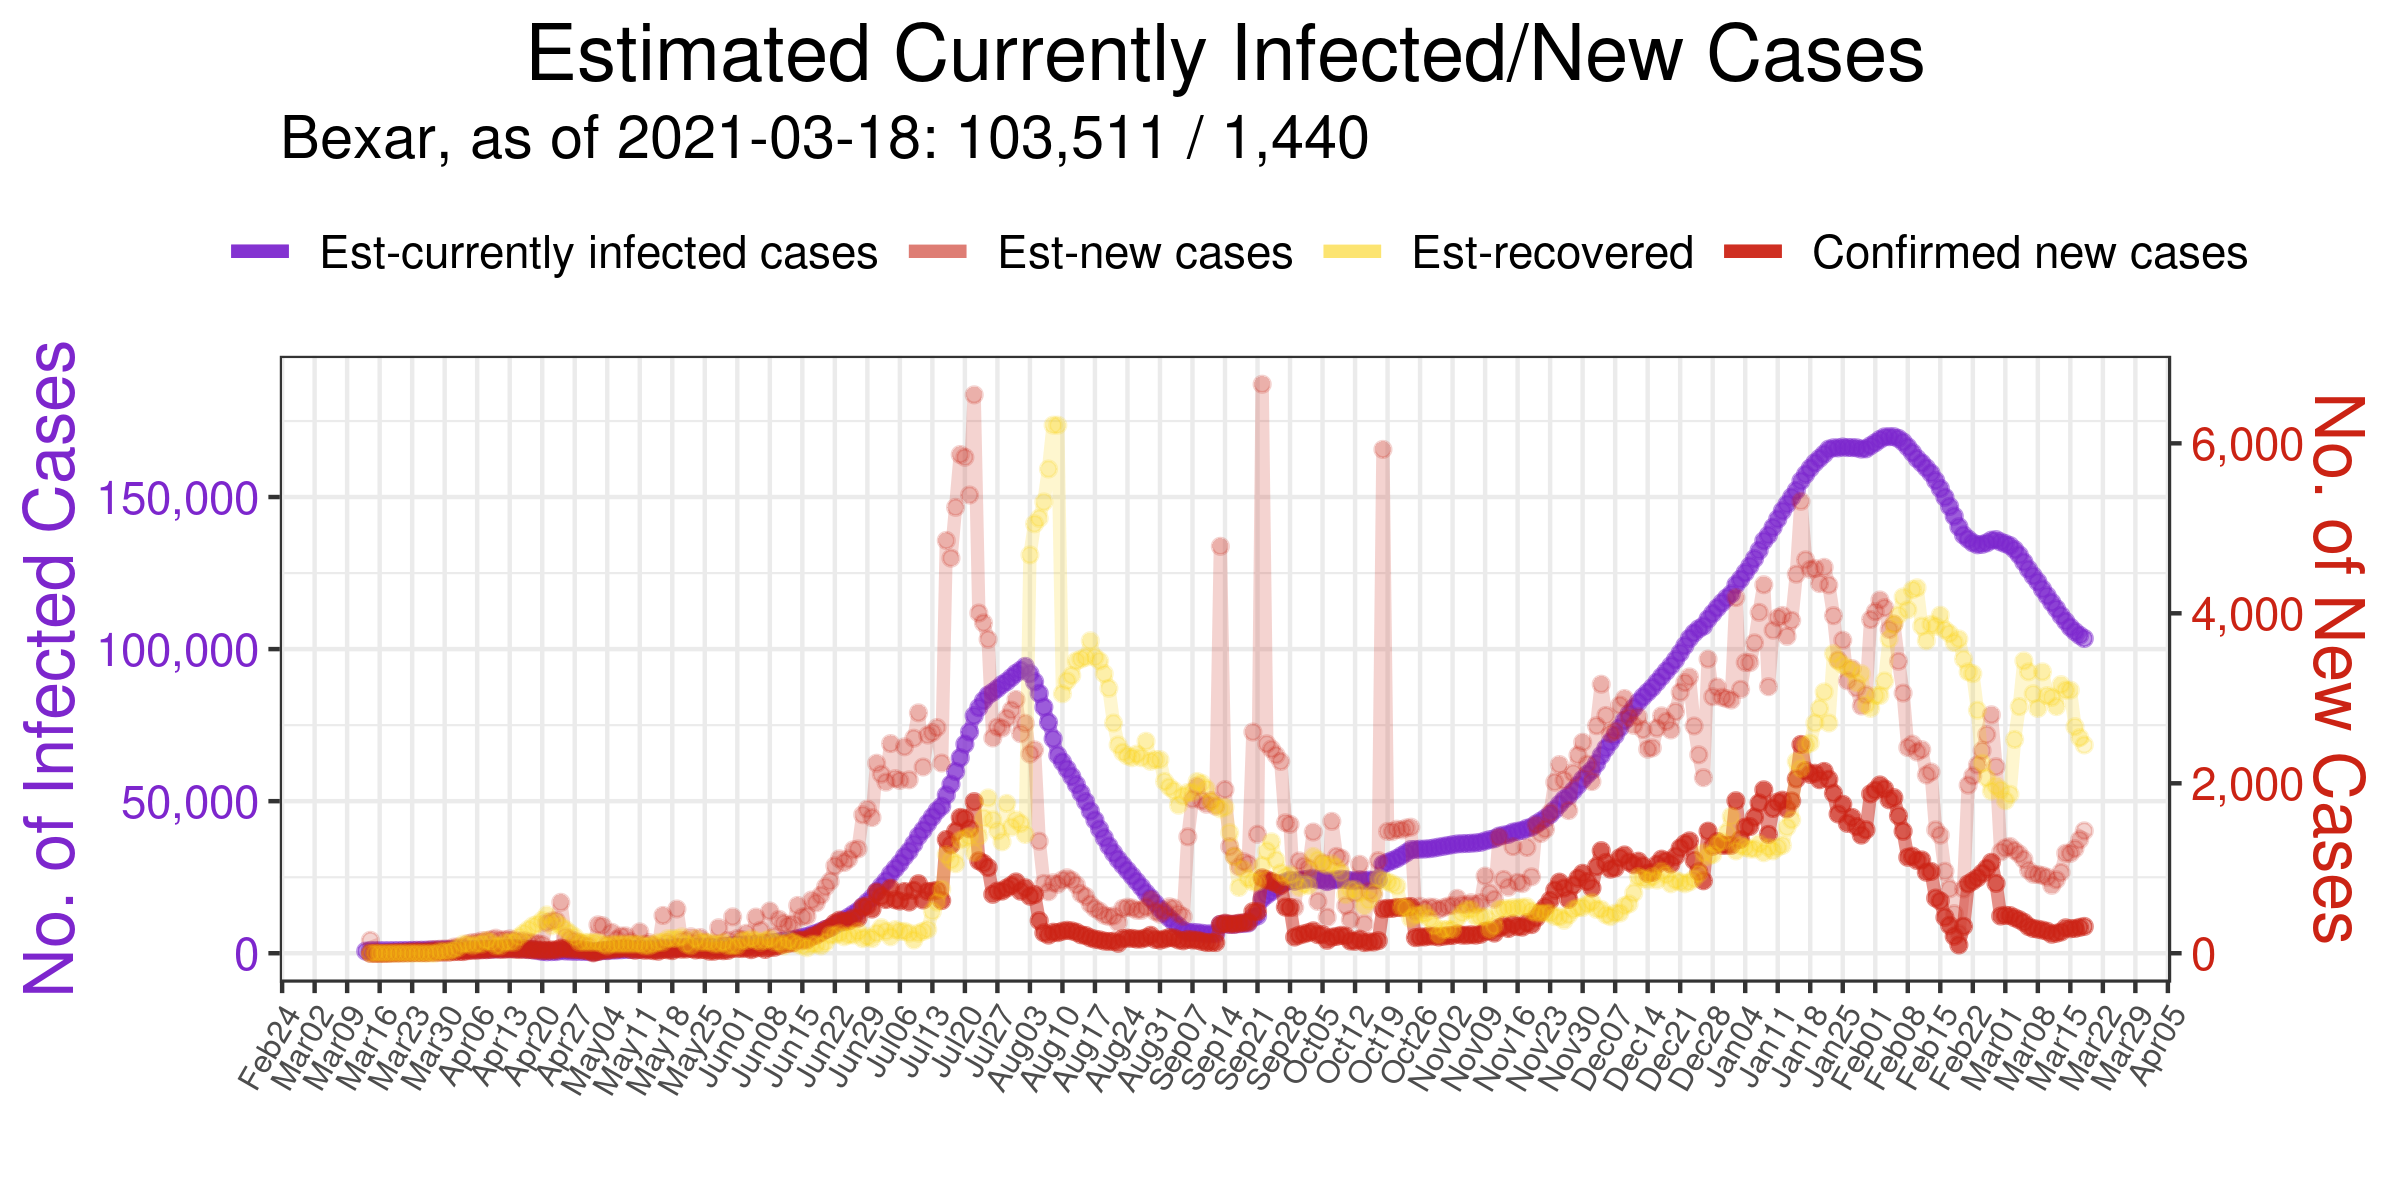 Estimated Currently Infected/New Cases
Bexar, as of 2021-03-18: 103,511 / 1,440
Est-currently infected cases Est-new cases Est-recovered Confirmed new cases
No. of Infected Cases
150,000
100,000
50,000
0
6,000
4,000
2,000
0
No. of New Cases
Feb24 Mar02 Mar09 Mar16 Mar23 Mar30 Apr06 Apr13 Apr20 Apr27 May04 May11 May18 May25 Jun01 Jun08 Jun15 Jun22 Jun29 Jul06 Jul13 Jul20 Jul27 Aug03 Aug10 Aug17 Aug24 Aug31 Sep07 Sep14 Sep21 Sep28 Oct05 Oct12 Oct19 Oct26 Nov02 Nov09 Nov16 Nov23 Nov30 Dec07 Dec14 Dec21 Dec28 Jan04 Jan11 Jan18 Jan25 Feb01 Feb08 Feb15 Feb22 Mar01 Mar08 Mar15 Mar22 Mar29 Apr05